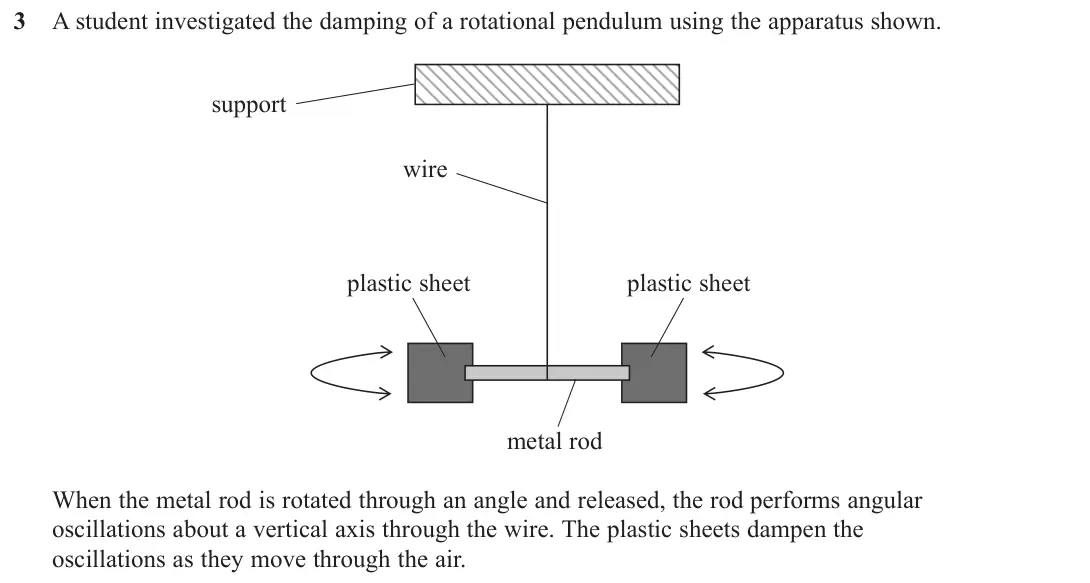 3 A student investigated the damping of a rotational pendulum using the apparatus shown.
support
wire
plastic sheet
plastic sheet
metal rod
When the metal rod is rotated through an angle and released, the rod performs angular
oscillations about a vertical axis through the wire. The plastic sheets dampen the
oscillations as they move through the air.